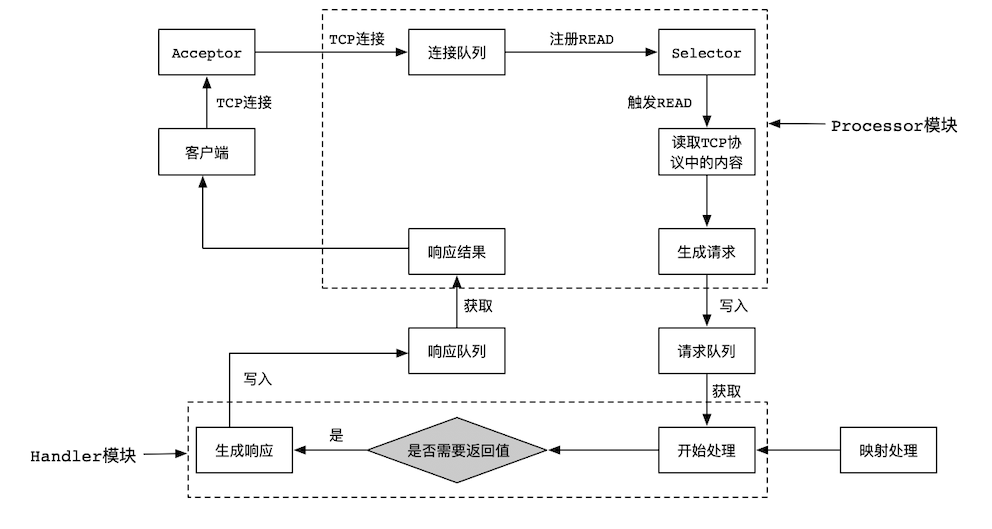 TCP连接
注册READ
Acceptor
连接队列
Selector
TCP连接
触发READ
Processor模块
客户端
读取TCP协
议中的内容
响应结果
生成请求
获取
写入
响应队列
请求队列
写入
获取
是
Handler模块
生成响应
是否需要返回值
开始处理
映射处理